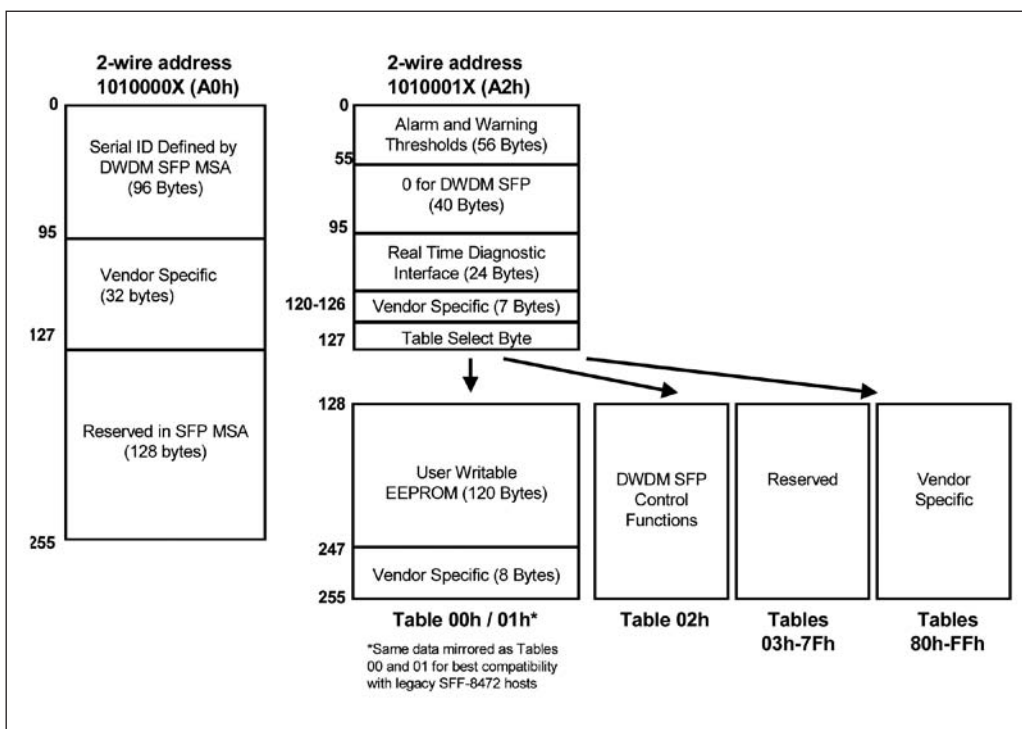 2-wire address
1010000X (A0h)
0
Serial ID Defined by
DWDM SFP MSA
(96 Bytes)
95
Vendor Specific
(32 bytes)
127
Reserved in SFP MSA
(128 bytes)
255
2-wire address
1010001X (A2h)
0
Alarm and Warning
Thresholds (56 Bytes)
55
0 for DWDM SFP
(40 Bytes)
95
Real Time Diagnostic
Interface (24 Bytes)
120-126
Vendor Specific (7 Bytes)
127
Table Select Byte
128
User Writable
EEPROM (120 Bytes)
247
Vendor Specific (8 Bytes)
255
Table 00h / 01h*
*Same data mirrored as Tables
00 and 01 for best compatibility
with legacy SFF-8472 hosts
DWDM SFP
Control
Functions
Table 02h
Reserved
Tables
03h-7Fh
Vendor
Specific
Tables
80h-FFh